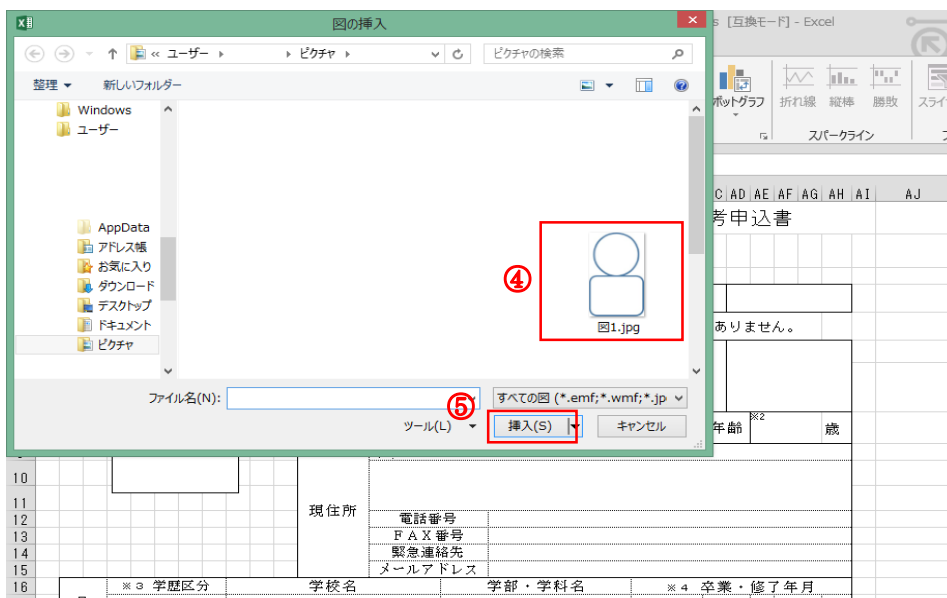 図の挿入
s [互換モード] - Excel
« ユーザー ▸ ▸ ピクチャ ▸
ピクチャの検索
整理 ▼ 新しいフォルダー
Windows
ユーザー
AppData
アドレス帳
お気に入り
ダウンロード
デスクトップ
ドキュメント
ピクチャ
④
図1.jpg
ファイル名(N):
すべての図 (*.emf;*.wmf;*.jp
⑤
ツール(L) ▼ 挿入(S) キャンセル
ボットグラフ 折れ線 縦棒 勝敗 スライ
スパークライン
C AD AE AF AG AH AI AJ
考申込書
ありません。
年齢 ※2 歳
10
11
現住所
12 電話番号
13 FAX番号
14 緊急連絡先
15 メールアドレス
16 ※3 学歴区分 学校名 学部・学科名 ※4 卒業・修了年月